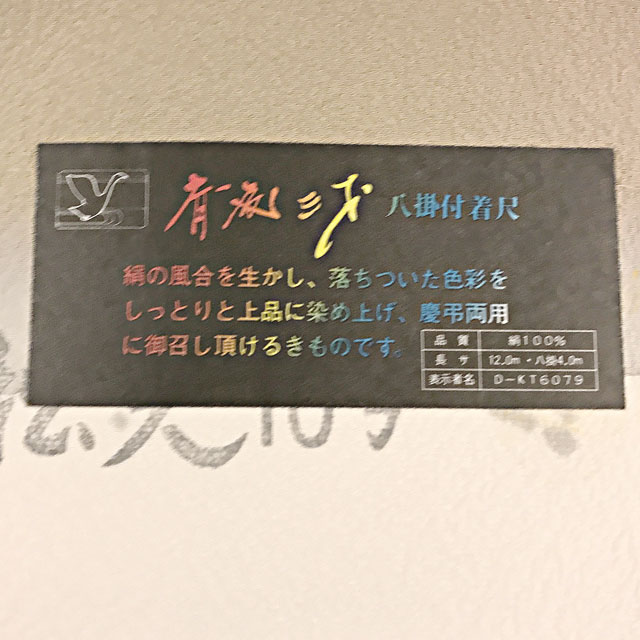 八掛付着尺
絹の風合を生かし、落ちついた色彩を
しっとりと上品に染め上げ、慶弔両用
に御召し頂けるきものです。
品質 絹100%
長サ 12.0m・八掛4.0m
表示者名 D-KT6079